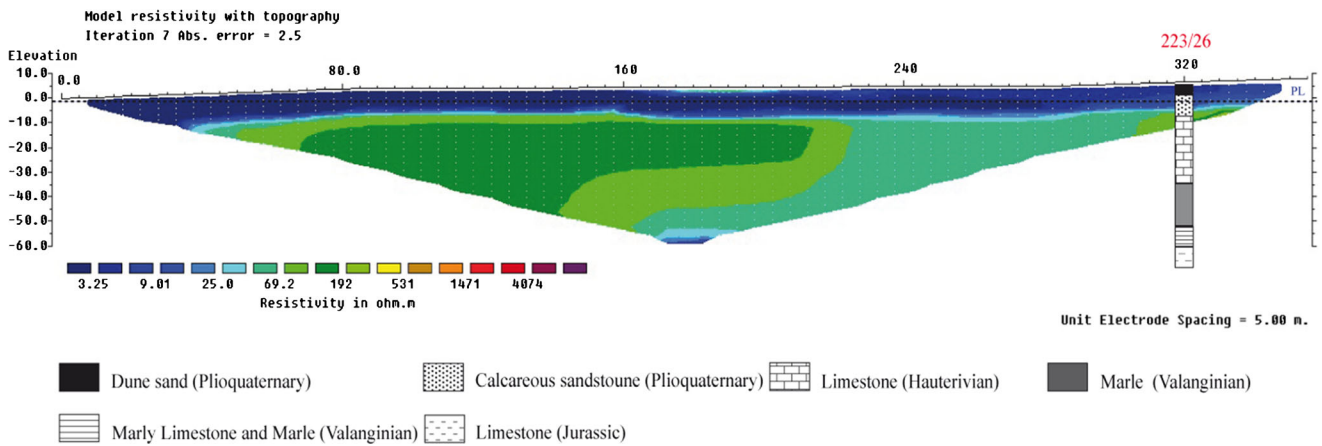 Model resistivity with topography
Iteration 7 Abs. error = 2.5
223/26
Elevation
0.0 80.0 160 240 320
10.0
0.0
PL
-10.0
-20.0
-30.0
-40.0
-50.0
-60.0
3.25 9.01 25.0 69.2 192 531 1471 4074
Resistivity in ohm.m
Unit Electrode Spacing = 5.00 m.
Dune sand (Plioquaternary) Calcareous sandstoune (Plioquaternary) Limestone (Hauterivian) Marle (Valanginian)
Marly Limestone and Marle (Valanginian) Limestone (Jurassic)